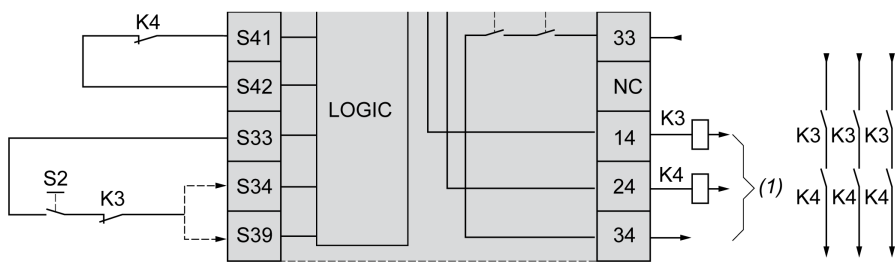 K4
S41
S42
S33
S34
S39
S2
K3
LOGIC
33
NC
14
24
34
K3
K4
(1)
K3 K3 K3
K4 K4 K4